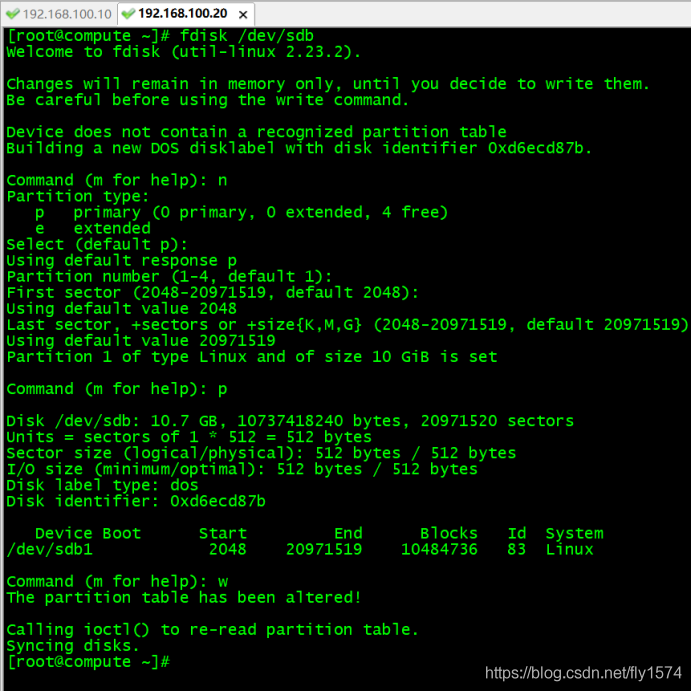 192.168.100.10 192.168.100.20 ×
[root@compute ~]# fdisk /dev/sdb
Welcome to fdisk (util-linux 2.23.2).
Changes will remain in memory only, until you decide to write them.
Be careful before using the write command.
Device does not contain a recognized partition table
Building a new DOS disklabel with disk identifier 0xd6ecd87b.
Command (m for help): n
Partition type:
   p   primary (0 primary, 0 extended, 4 free)
   e   extended
Select (default p):
Using default response p
Partition number (1-4, default 1):
First sector (2048-20971519, default 2048):
Using default value 2048
Last sector, +sectors or +size{K,M,G} (2048-20971519, default 20971519)
Using default value 20971519
Partition 1 of type Linux and of size 10 GiB is set
Command (m for help): p
Disk /dev/sdb: 10.7 GB, 10737418240 bytes, 20971520 sectors
Units = sectors of 1 * 512 = 512 bytes
Sector size (logical/physical): 512 bytes / 512 bytes
I/O size (minimum/optimal): 512 bytes / 512 bytes
Disk label type: dos
Disk identifier: 0xd6ecd87b
   Device Boot      Start         End      Blocks   Id  System
/dev/sdb1            2048    20971519    10484736   83  Linux
Command (m for help): w
The partition table has been altered!
Calling ioctl() to re-read partition table.
Syncing disks.
[root@compute ~]#
https://blog.csdn.net/fly1574